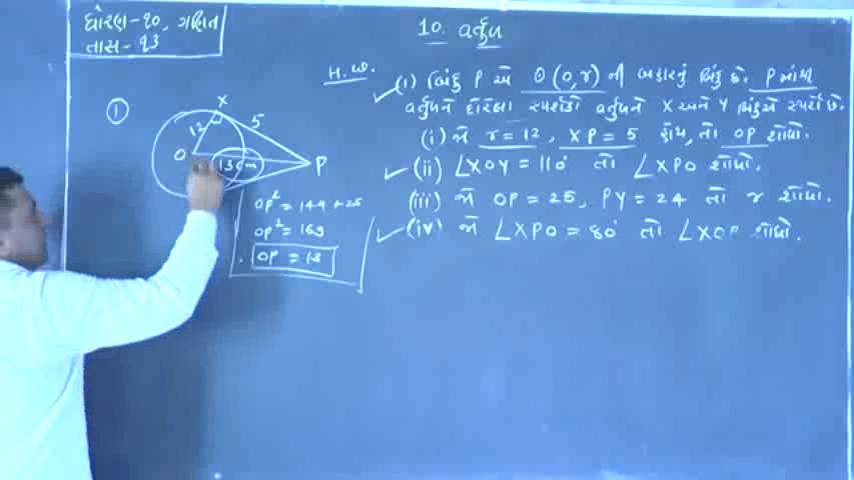 ધોરણ-૧૦, ગણિત
તાસ-૬૩
10. વર્તુળ
H.W.
(1) બિંદુ P એ ⊙(O,r) ની બહારનું બિંદુ છે. P માંથી
વર્તુળને દોરેલા સ્પર્શકો વર્તુળને X અને Y બિંદુએ સ્પર્શે છે.
(i) જો r = 12, XP = 5 હોય, તો OP શોધો.
(ii) ∠XOY = 110° તો ∠XPO શોધો.
(iii) જો OP = 25, PY = 24 તો r શોધો.
(iv) જો ∠XPO = 80° તો ∠XOP શોધો.
①
X
12
5
O
13cm
P
OP² = 144 + 25
OP² = 169
OP = 13